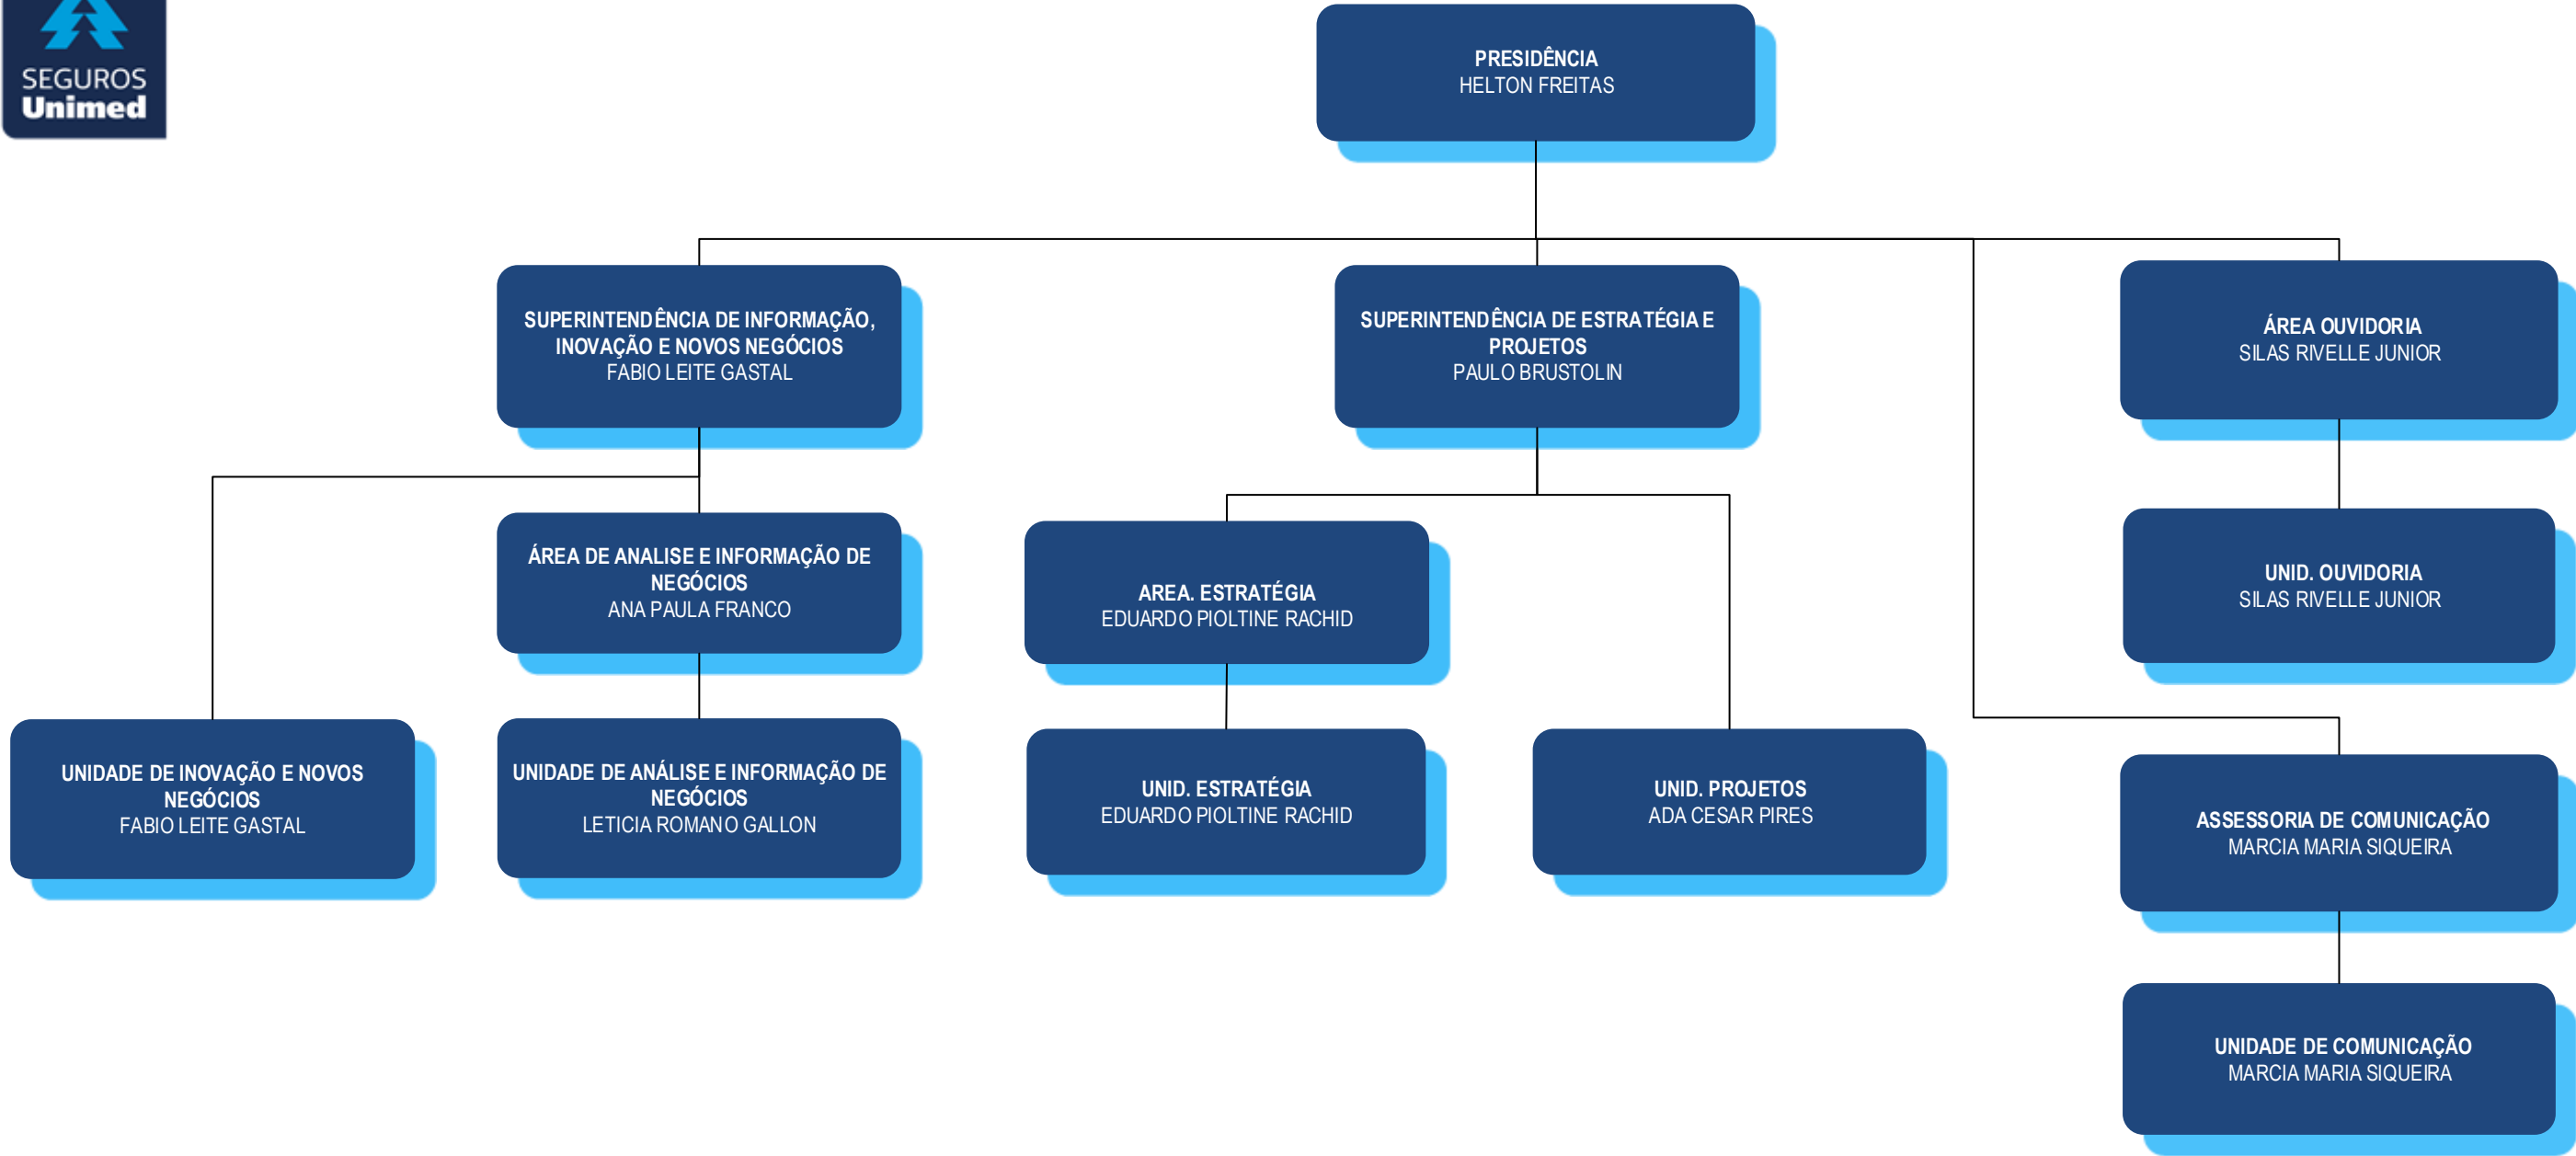 SEGUROS
Unimed
PRESIDÊNCIA
HELTON FREITAS
SUPERINTENDÊNCIA DE INFORMAÇÃO,
INOVAÇÃO E NOVOS NEGÓCIOS
FABIO LEITE GASTAL
SUPERINTENDÊNCIA DE ESTRATÉGIA E
PROJETOS
PAULO BRUSTOLIN
ÁREA OUVIDORIA
SILAS RIVELLE JUNIOR
ÁREA DE ANALISE E INFORMAÇÃO DE
NEGÓCIOS
ANA PAULA FRANCO
AREA. ESTRATÉGIA
EDUARDO PIOLTINE RACHID
UNID. OUVIDORIA
SILAS RIVELLE JUNIOR
UNIDADE DE INOVAÇÃO E NOVOS
NEGÓCIOS
FABIO LEITE GASTAL
UNIDADE DE ANÁLISE E INFORMAÇÃO DE
NEGÓCIOS
LETICIA ROMANO GALLON
UNID. ESTRATÉGIA
EDUARDO PIOLTINE RACHID
UNID. PROJETOS
ADA CESAR PIRES
ASSESSORIA DE COMUNICAÇÃO
MARCIA MARIA SIQUEIRA
UNIDADE DE COMUNICAÇÃO
MARCIA MARIA SIQUEIRA